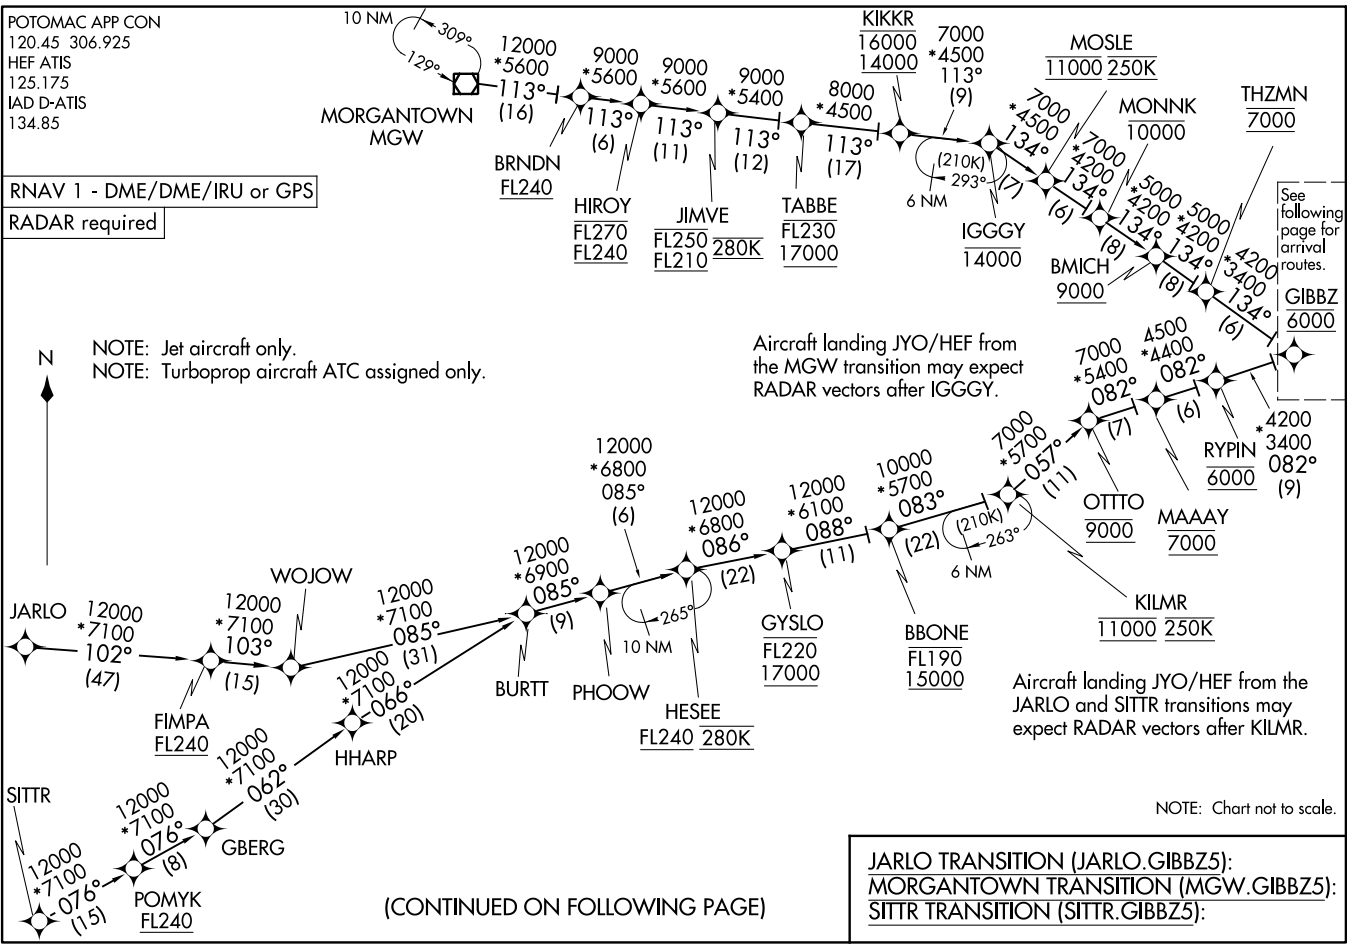 POTOMAC APP CON
120.45 306.925
HEF ATIS
125.175
IAD D-ATIS
134.85
RNAV 1 - DME/DME/IRU or GPS
RADAR required
10 NM
309°
129°
MORGANTOWN
MGW
12000
*5600
113°
(16)
BRNDN
FL240
9000
*5600
113°
(6)
HIROY
FL270
FL240
9000
*5600
113°
(11)
JIMVE
FL250
FL210
280K
9000
*5400
113°
(12)
TABBE
FL230
17000
8000
*4500
113°
(17)
KIKKR
16000
14000
7000
*4500
113°
(9)
(210K)
293°
6 NM
IGGGY
14000
7000
*4500
134°
(7)
MOSLE
11000 250K
7000
*4200
134°
(6)
MONNK
10000
5000
*4200
134°
(8)
BMICH
9000
5000
*4200
134°
(8)
THZMN
7000
4200
*3400
134°
(6)
See
following
page for
arrival
routes.
GIBBZ
6000
N
NOTE: Jet aircraft only.
NOTE: Turboprop aircraft ATC assigned only.
Aircraft landing JYO/HEF from
the MGW transition may expect
RADAR vectors after IGGGY.
JARLO
12000
*7100
102°
(47)
FIMPA
FL240
12000
*7100
103°
(15)
WOJOW
12000
*7100
085°
(31)
SITTR
12000
*7100
076°
(15)
POMYK
FL240
12000
*7100
076°
(8)
GBERG
12000
*7100
062°
(30)
HHARP
12000
*7100
066°
(20)
BURTT
12000
*6900
085°
(9)
PHOOW
12000
*6800
085°
(6)
265°
10 NM
HESEE
FL240 280K
12000
*6800
086°
(22)
GYSLO
FL220
17000
12000
*6100
088°
(11)
BBONE
FL190
15000
10000
*5700
083°
(22)
(210K)
263°
6 NM
KILMR
11000 250K
7000
*5700
057°
(11)
OTTTO
9000
7000
*5400
082°
(7)
MAAAY
7000
4500
*4400
082°
(6)
RYPIN
6000
4200
*
3400
082°
(9)
Aircraft landing JYO/HEF from the
JARLO and SITTR transitions may
expect RADAR vectors after KILMR.
NOTE: Chart not to scale.
(CONTINUED ON FOLLOWING PAGE)
JARLO TRANSITION (JARLO.GIBBZ5):
MORGANTOWN TRANSITION (MGW.GIBBZ5):
SITTR TRANSITION (SITTR.GIBBZ5):